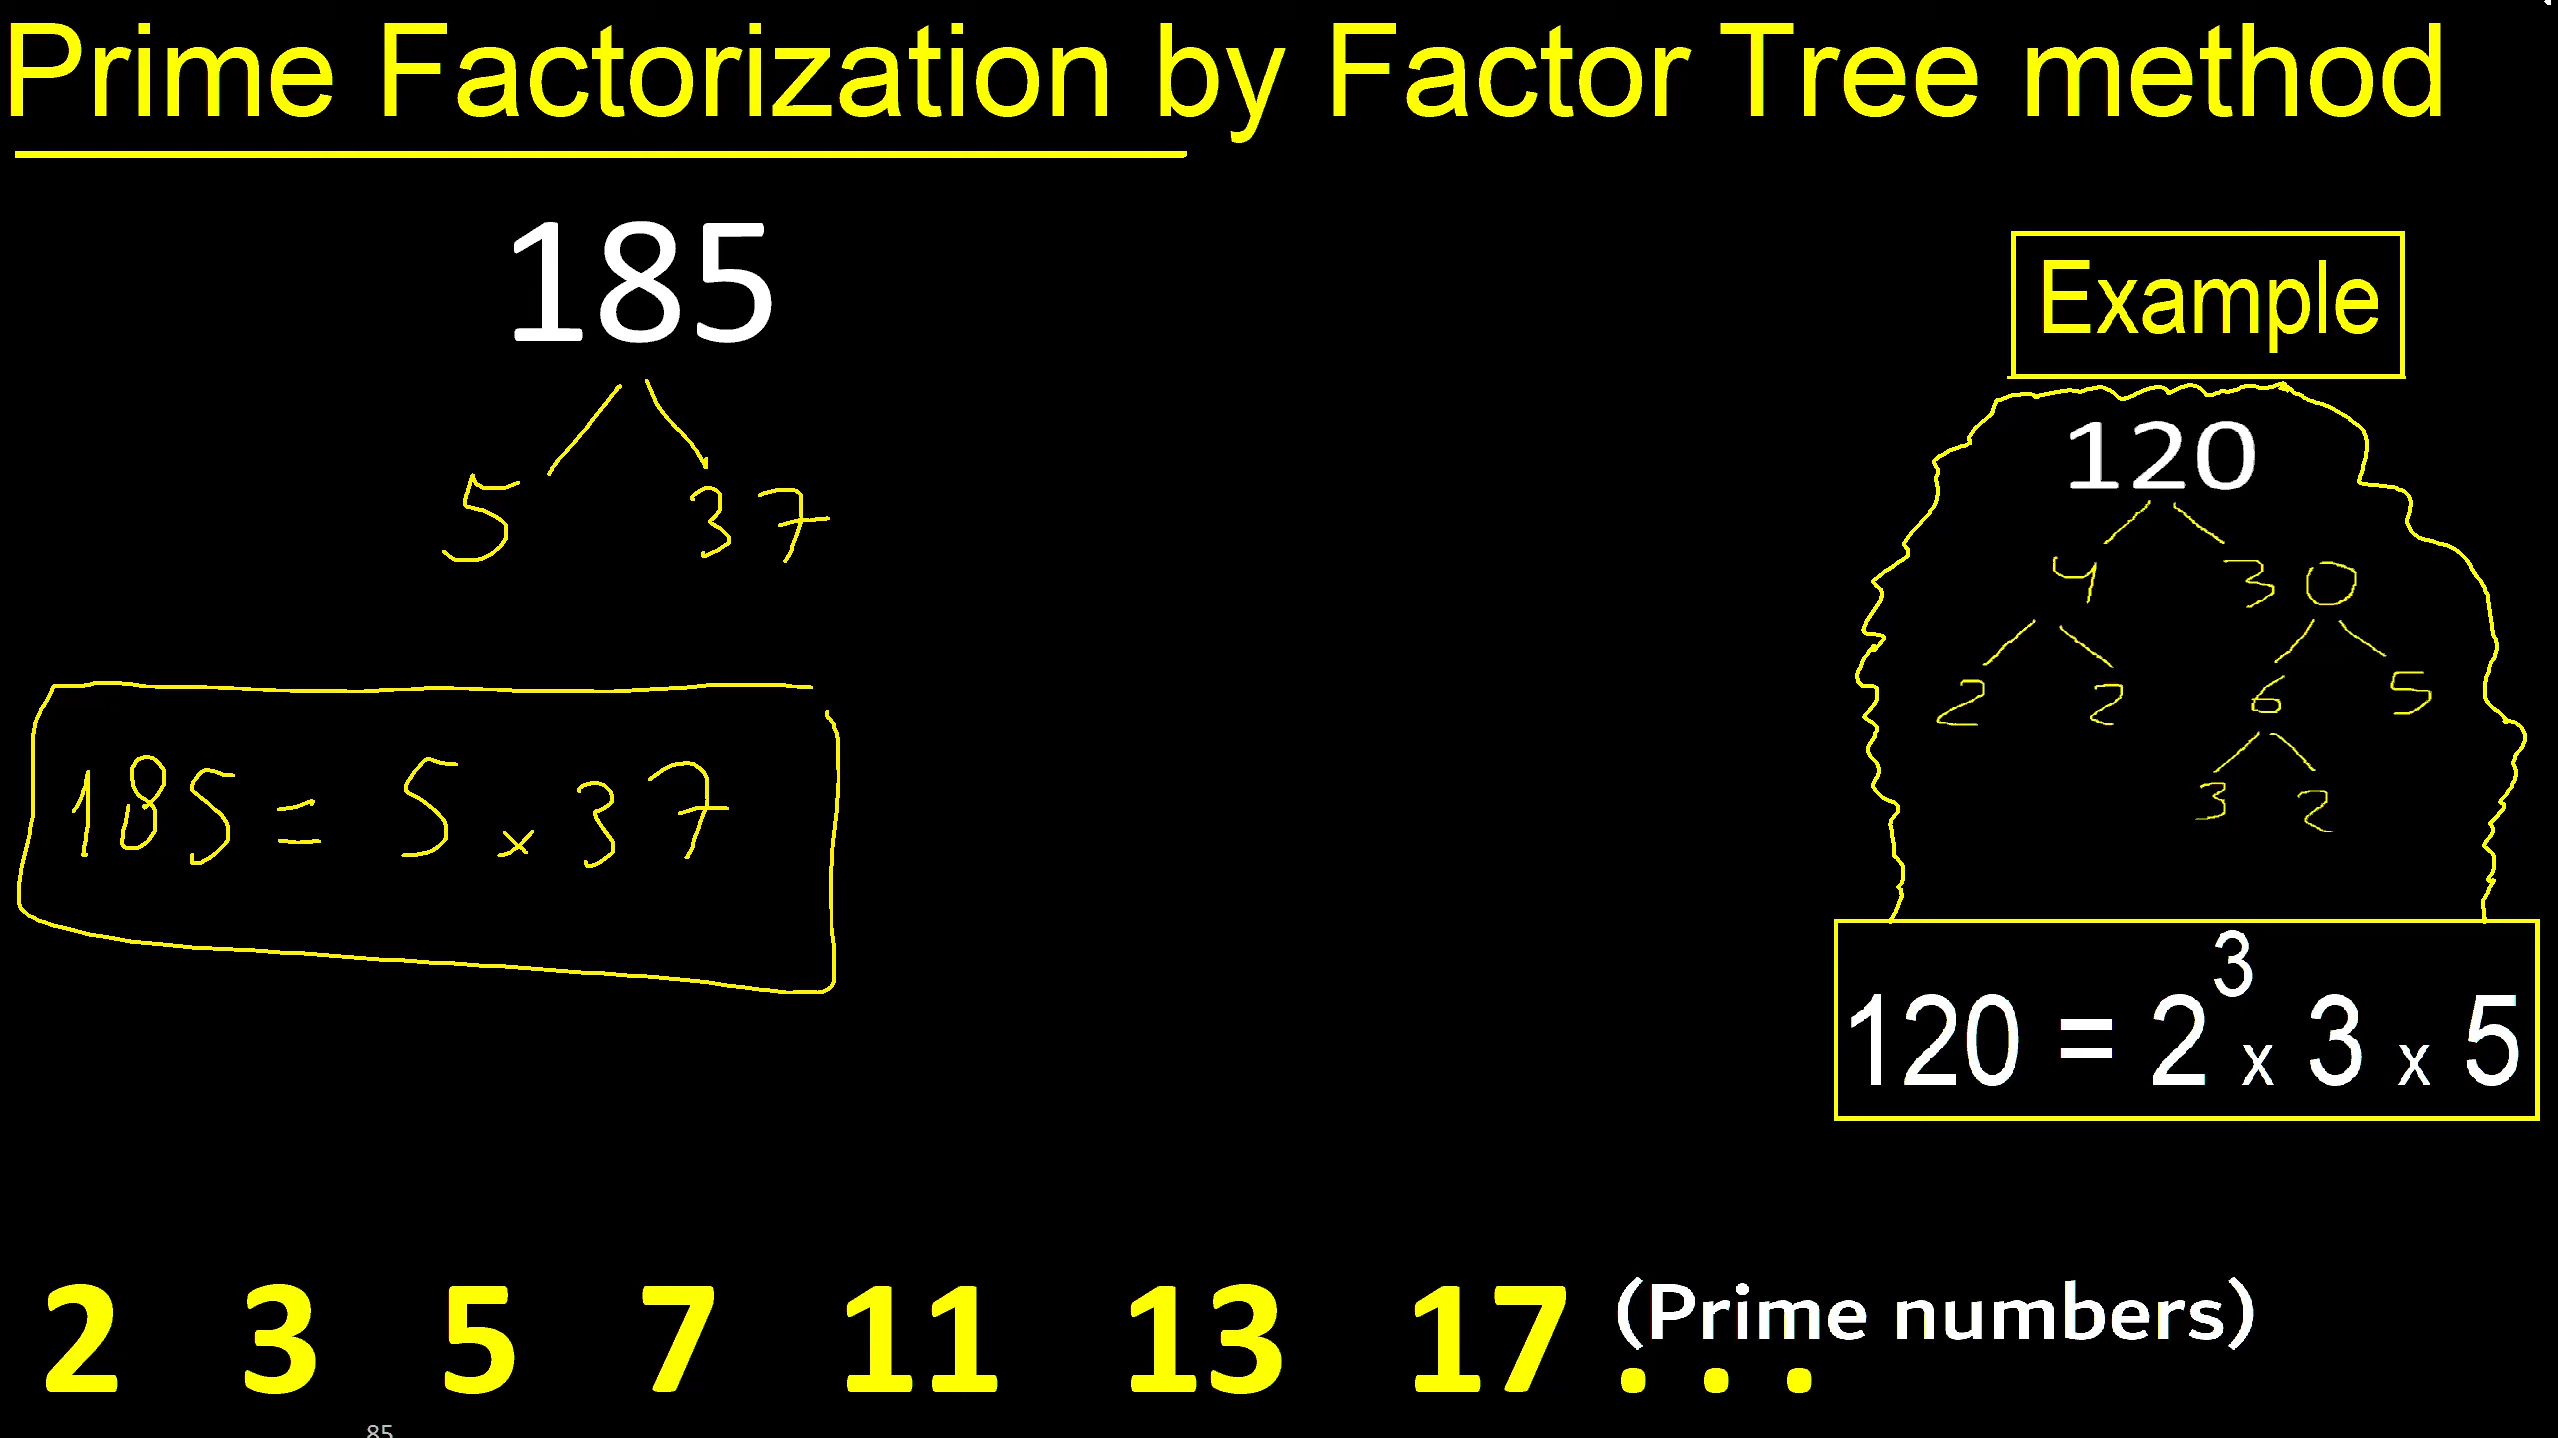 Prime Factorization by Factor Tree method
185
5 37
185 = 5 x 37
Example
120
4 30
2 2 6 5
3 2
120 = 2³ x 3 x 5
2 3 5 7 11 13 17 . . . (Prime numbers)
85